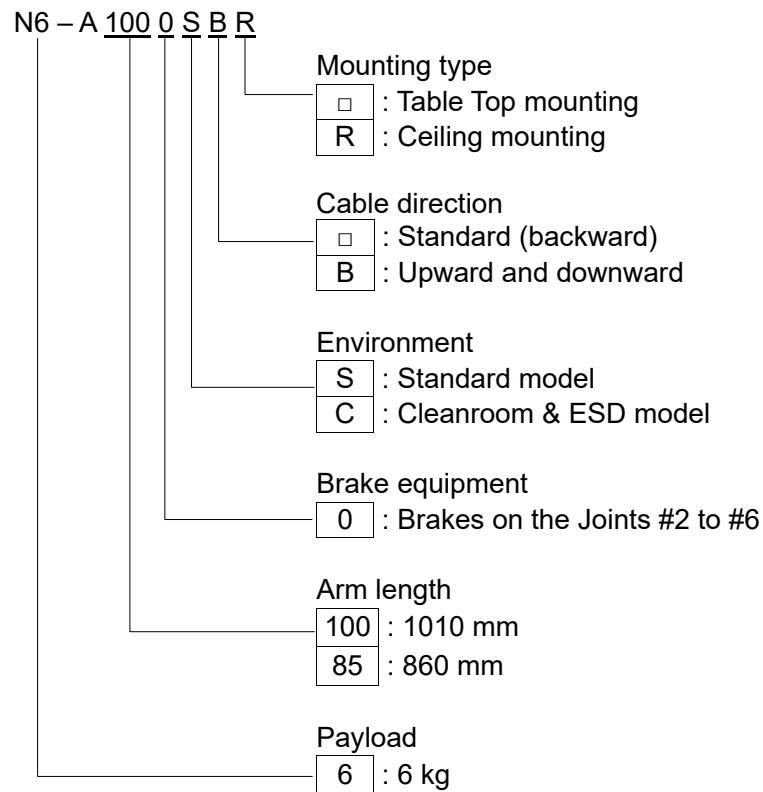 N6 – A 100 0 S B R
Mounting type
□ : Table Top mounting
R : Ceiling mounting
Cable direction
□ : Standard (backward)
B : Upward and downward
Environment
S : Standard model
C : Cleanroom & ESD model
Brake equipment
0 : Brakes on the Joints #2 to #6
Arm length
100 : 1010 mm
85 : 860 mm
Payload
6 : 6 kg